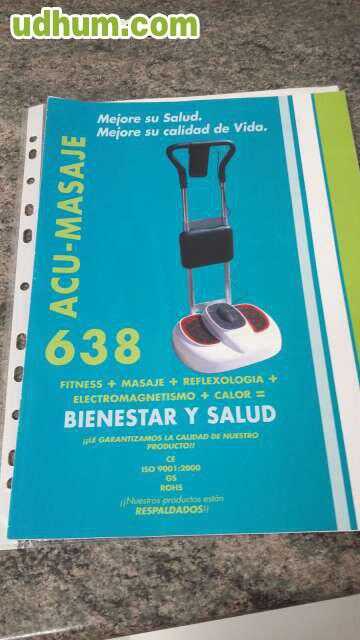 udhum.com
Mejore su Salud.
Mejore su calidad de Vida.
ACU-MASAJE
638
FITNESS + MASAJE + REFLEXOLOGIA +
ELECTROMAGNETISMO + CALOR =
BIENESTAR Y SALUD
¡¡LE GARANTIZAMOS LA CALIDAD DE NUESTRO
PRODUCTO!!
CE
ISO 9001:2000
GS
ROHS
¡¡Nuestros productos están
RESPALDADOS!!